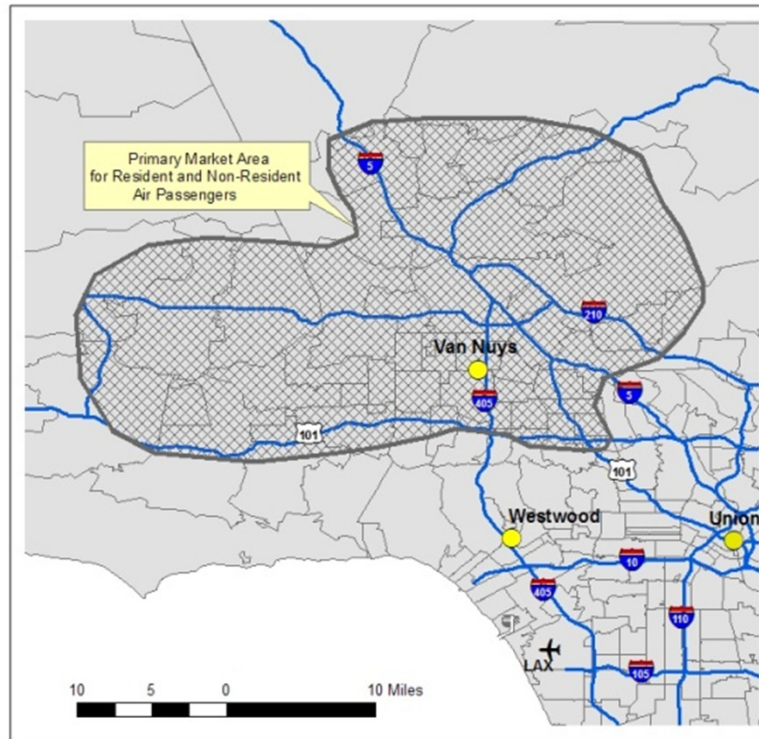 Primary Market Area
for Resident and Non-Resident
Air Passengers
5
210
Van Nuys
5
405
101
101
Westwood
Union
10
405
110
LAX
105
10 5 0 10 Miles